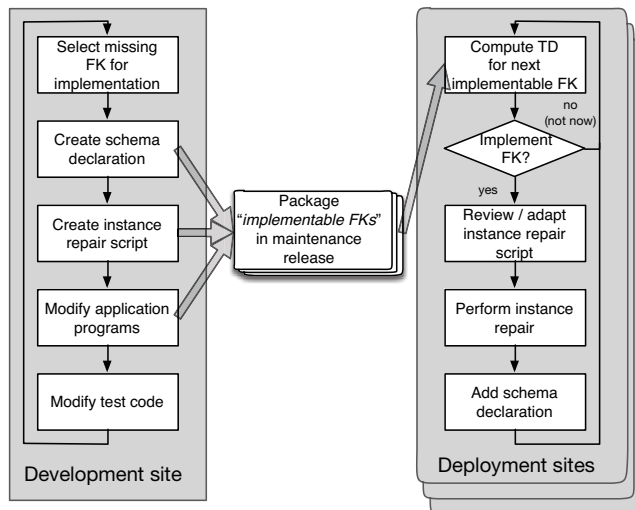 Select missing
FK for
implementation
Create schema
declaration
Create instance
repair script
Modify application
programs
Modify test code
Development site
Package
“implementable FKs”
in maintenance
release
Compute TD
for next
implementable FK
no
(not now)
Implement
FK?
yes
Review / adapt
instance repair
script
Perform instance
repair
Add schema
declaration
Deployment sites